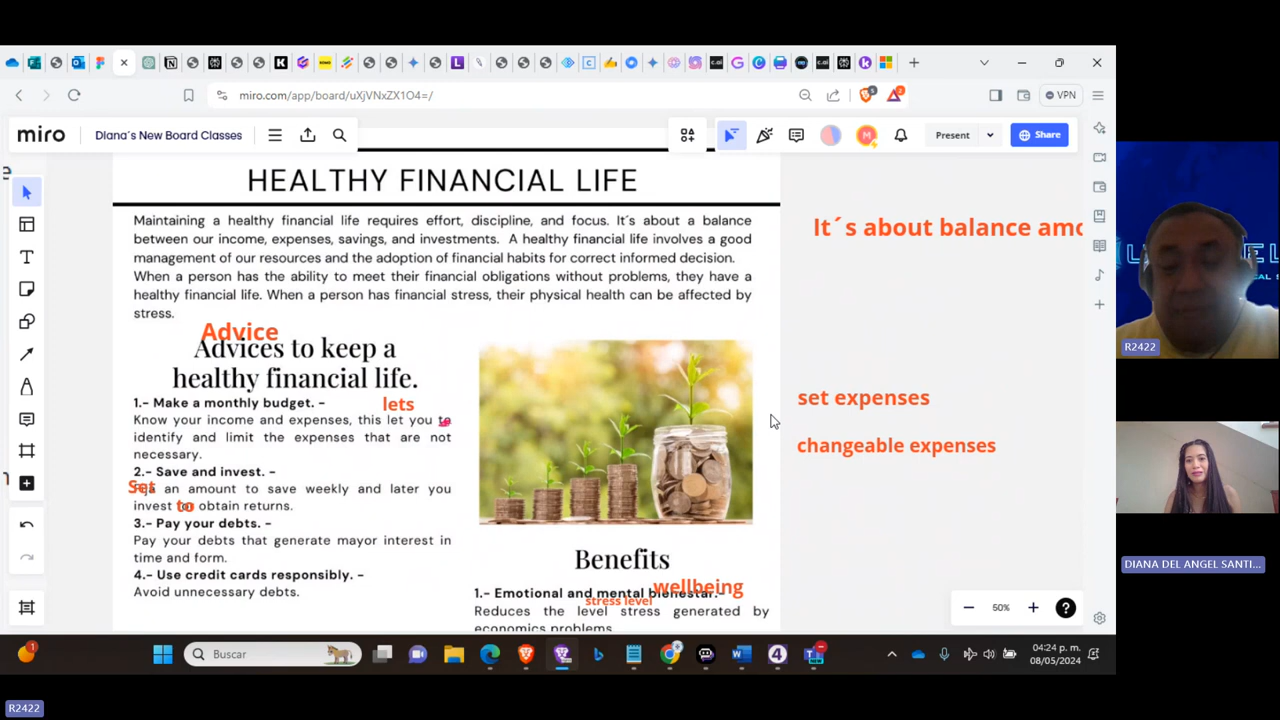 miro.com/app/board/uXjVNxZX1O4=/
VPN
miro
DIana's New Board Classes
Present
Share
HEALTHY FINANCIAL LIFE
Maintaining a healthy financial life requires effort, discipline, and focus. It´s about a balance
between our income, expenses, savings, and investments. A healthy financial life involves a good
management of our resources and the adoption of financial habits for correct informed decision.
When a person has the ability to meet their financial obligations without problems, they have a
healthy financial life. When a person has financial stress, their physical health can be affected by
stress.
It´s about balance amo
Advice
Advices to keep a
healthy financial life.
1.- Make a monthly budget. -
lets
Know your income and expenses, this let you to
identify and limit the expenses that are not
necessary.
2.- Save and invest. -
Set
an amount to save weekly and later you
to
invest obtain returns.
3.- Pay your debts. -
Pay your debts that generate mayor interest in
time and form.
4.- Use credit cards responsibly. -
Avoid unnecessary debts.
set expenses
changeable expenses
Benefits
wellbeing
1.- Emotional and mental bienestar.-
stress level
Reduces the level stress generated by
economics problems.
50%
R2422
DIANA DEL ANGEL SANTI...
Buscar
04:24 p. m.
08/05/2024
R2422